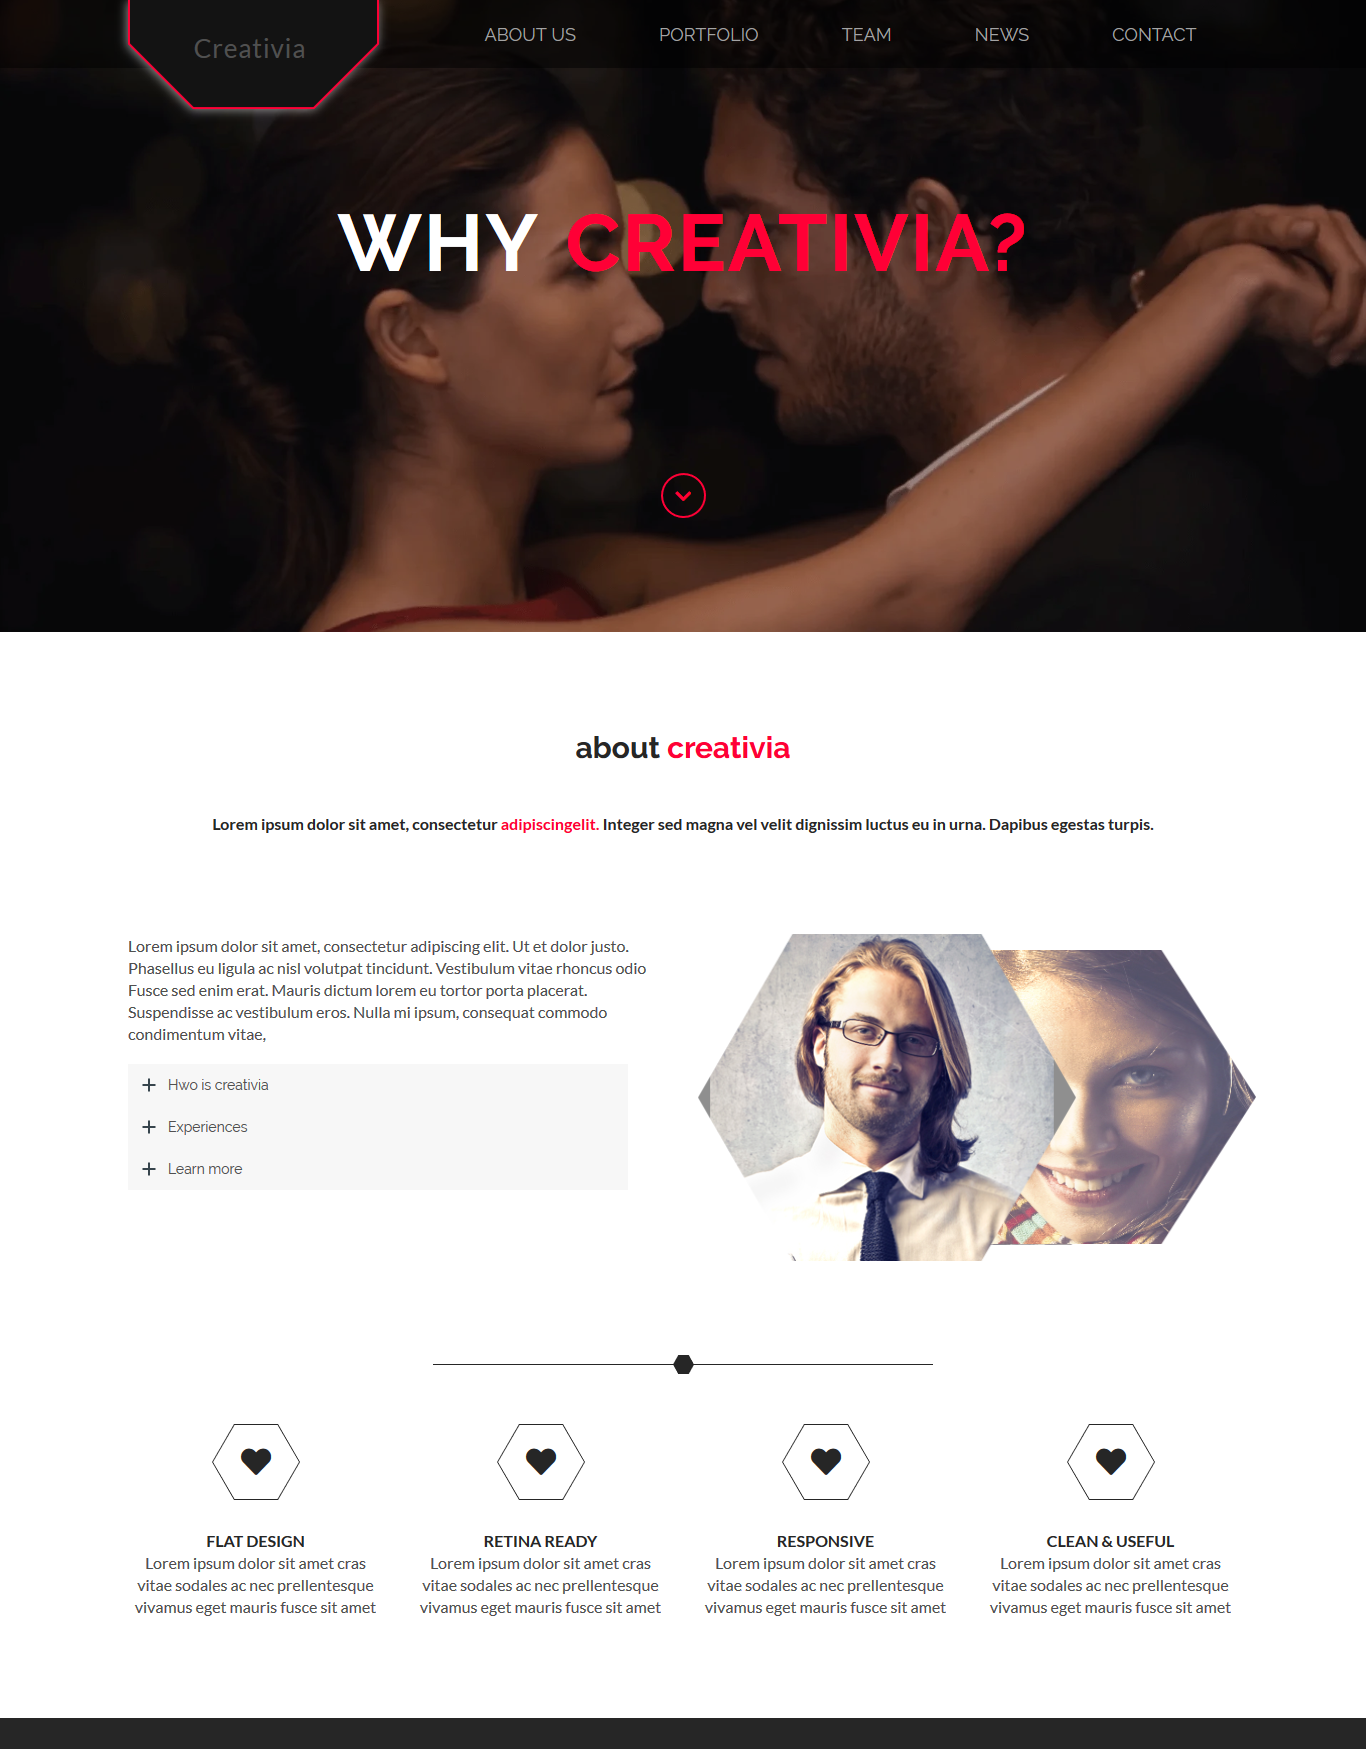 Creativia
ABOUT US PORTFOLIO TEAM NEWS CONTACT
WHY CREATIVIA?
about creativia
Lorem ipsum dolor sit amet, consectetur adipiscingelit. Integer sed magna vel velit dignissim luctus eu in urna. Dapibus egestas turpis.
Lorem ipsum dolor sit amet, consectetur adipiscing elit. Ut et dolor justo.
Phasellus eu ligula ac nisl volutpat tincidunt. Vestibulum vitae rhoncus odio
Fusce sed enim erat. Mauris dictum lorem eu tortor porta placerat.
Suspendisse ac vestibulum eros. Nulla mi ipsum, consequat commodo
condimentum vitae,
Hwo is creativia
Experiences
Learn more
FLAT DESIGN
Lorem ipsum dolor sit amet cras
vitae sodales ac nec prellentesque
vivamus eget mauris fusce sit amet
RETINA READY
Lorem ipsum dolor sit amet cras
vitae sodales ac nec prellentesque
vivamus eget mauris fusce sit amet
RESPONSIVE
Lorem ipsum dolor sit amet cras
vitae sodales ac nec prellentesque
vivamus eget mauris fusce sit amet
CLEAN & USEFUL
Lorem ipsum dolor sit amet cras
vitae sodales ac nec prellentesque
vivamus eget mauris fusce sit amet